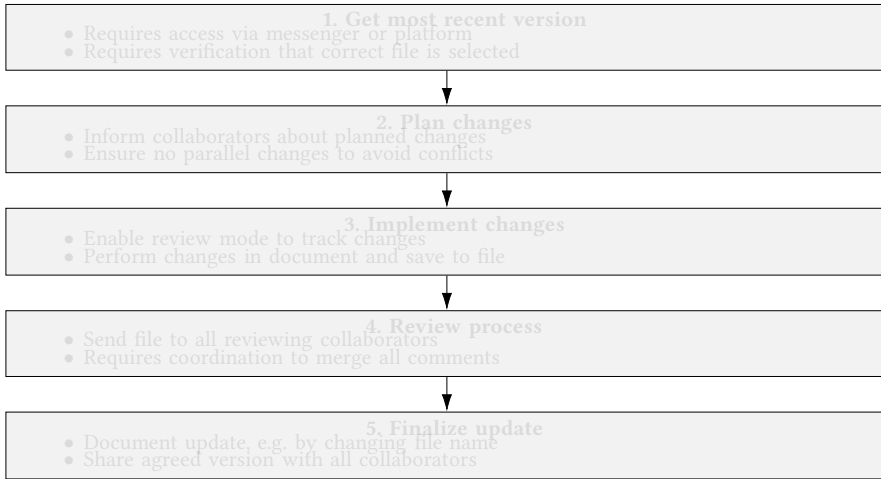 1. Get most recent version
• Requires access via messenger or platform
• Requires verification that correct file is selected
2. Plan changes
• Inform collaborators about planned changes
• Ensure no parallel changes to avoid conflicts
3. Implement changes
• Enable review mode to track changes
• Perform changes in document and save to file
4. Review process
• Send file to all reviewing collaborators
• Requires coordination to merge all comments
5. Finalize update
• Document update, e.g. by changing file name
• Share agreed version with all collaborators